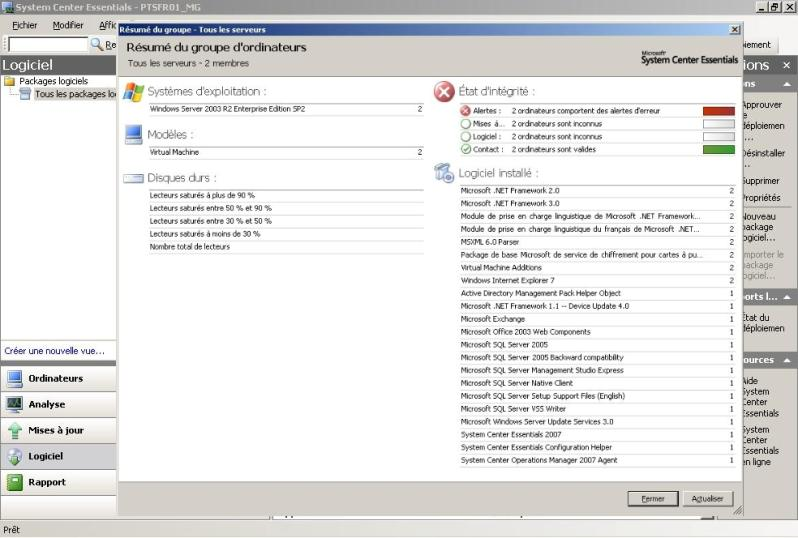 System Center Essentials - PTSFR01_MG
Fichier Modifier Affic
Re
Logiciel
Packages logiciels
Tous les packages lo
Créer une nouvelle vue...
Ordinateurs
Analyse
Mises à jour
Logiciel
Rapport
Prêt
Résumé du groupe - Tous les serveurs
Résumé du groupe d'ordinateurs
Tous les serveurs - 2 membres
Microsoft
System Center Essentials
Systèmes d'exploitation :
Windows Server 2003 R2 Enterprise Edition SP2 2
Modèles :
Virtual Machine 2
Disques durs :
Lecteurs saturés à plus de 90 %
Lecteurs saturés entre 50 % et 90 %
Lecteurs saturés entre 30 % et 50 %
Lecteurs saturés à moins de 30 %
Nombre total de lecteurs
État d'intégrité :
Alertes : 2 ordinateurs comportent des alertes d'erreur
Mises à... 2 ordinateurs sont inconnus
Logiciel : 2 ordinateurs sont inconnus
Contact : 2 ordinateurs sont valides
Logiciel installé :
Microsoft .NET Framework 2.0 2
Microsoft .NET Framework 3.0 2
Module de prise en charge linguistique de Microsoft .NET Framework... 2
Module de prise en charge linguistique du français de Microsoft .NET... 2
MSXML 6.0 Parser 2
Package de base Microsoft de service de chiffrement pour cartes à pu... 2
Virtual Machine Additions 2
Windows Internet Explorer 7 2
Active Directory Management Pack Helper Object 1
Microsoft .NET Framework 1.1 -- Device Update 4.0 1
Microsoft Exchange 1
Microsoft Office 2003 Web Components 1
Microsoft SQL Server 2005 1
Microsoft SQL Server 2005 Backward compatibility 1
Microsoft SQL Server Management Studio Express 1
Microsoft SQL Server Native Client 1
Microsoft SQL Server Setup Support Files (English) 1
Microsoft SQL Server VSS Writer 1
Microsoft Windows Server Update Services 3.0 1
System Center Essentials 2007 1
System Center Essentials Configuration Helper 1
System Center Operations Manager 2007 Agent 1
Fermer Actualiser
iement
ons
ns
Approuver
e
déploiemen
...
Désinstaller
...
Supprimer
Propriétés
Nouveau
package
logiciel...
Importer le
package
logiciel...
orts l...
État du
déploiemen
ources
Aide
System
Center
Essentials
System
Center
Essentials
en ligne